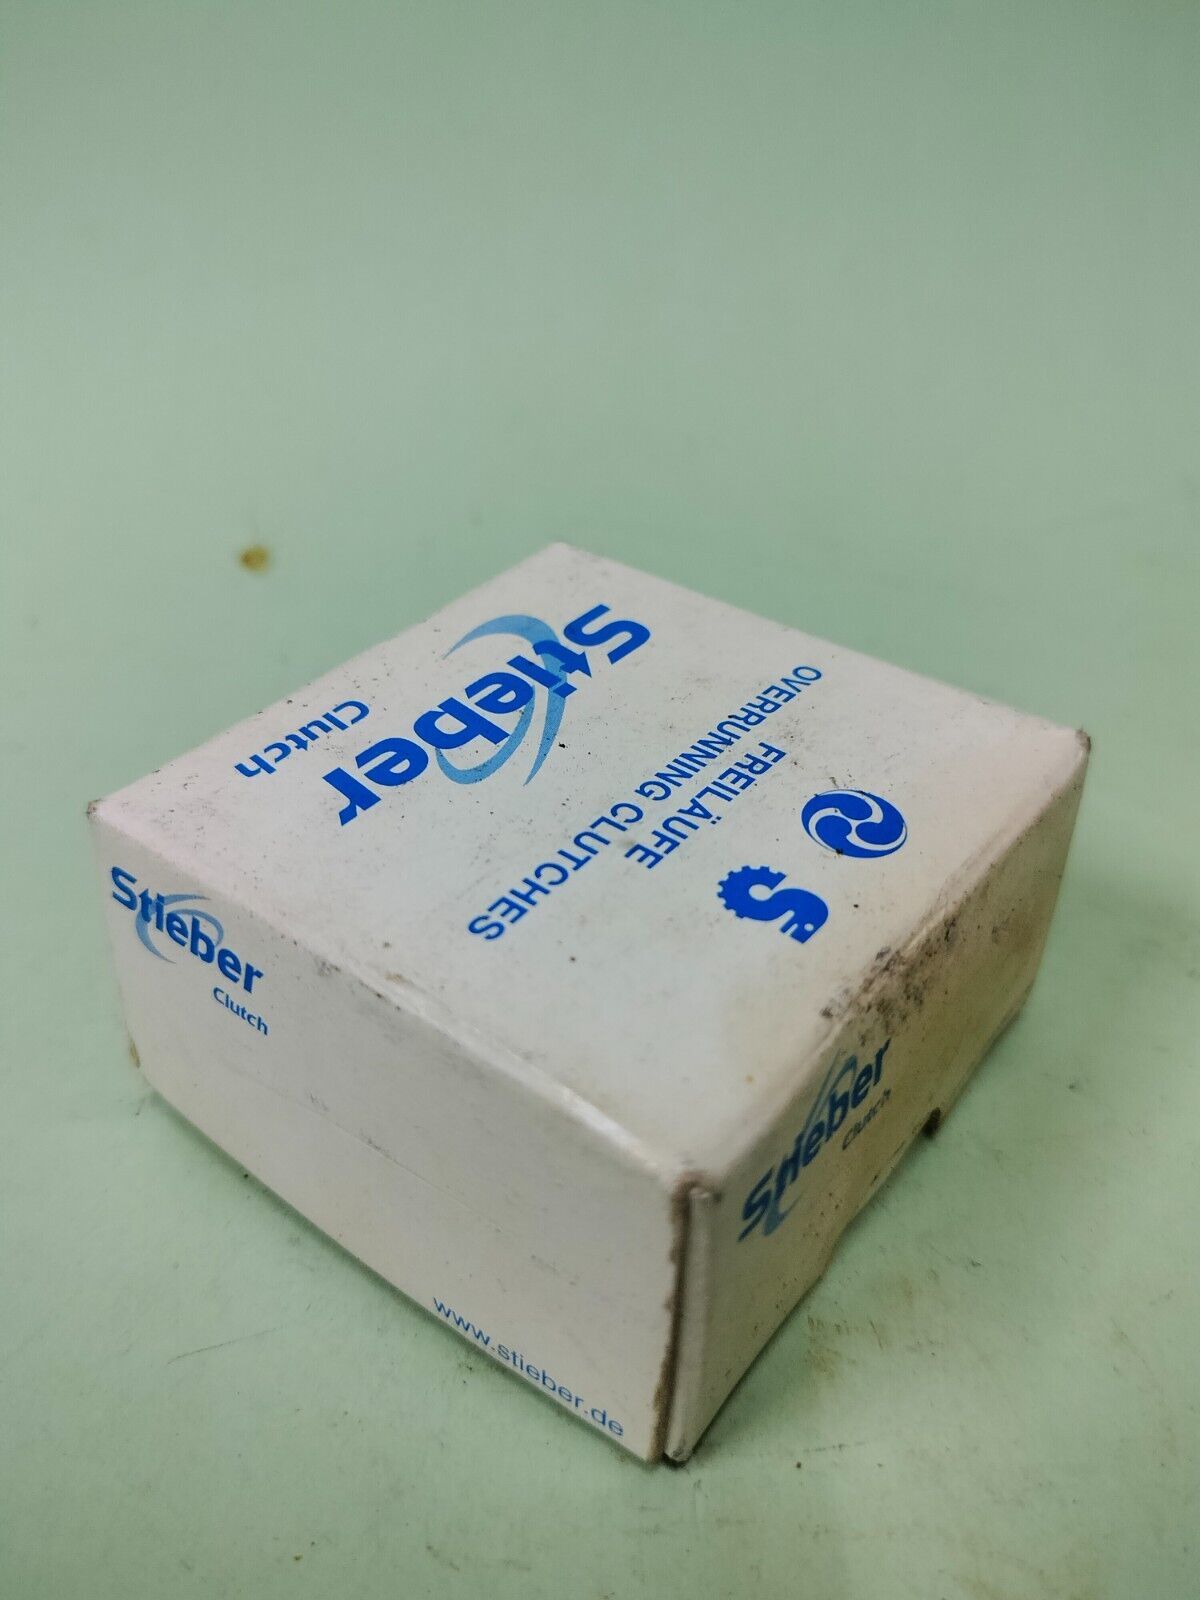 Stieber
Clutch
FREILÄUFE
OVERRUNNING CLUTCHES
S
Stieber
Clutch
www.stieber.de
Stieber
Clutch